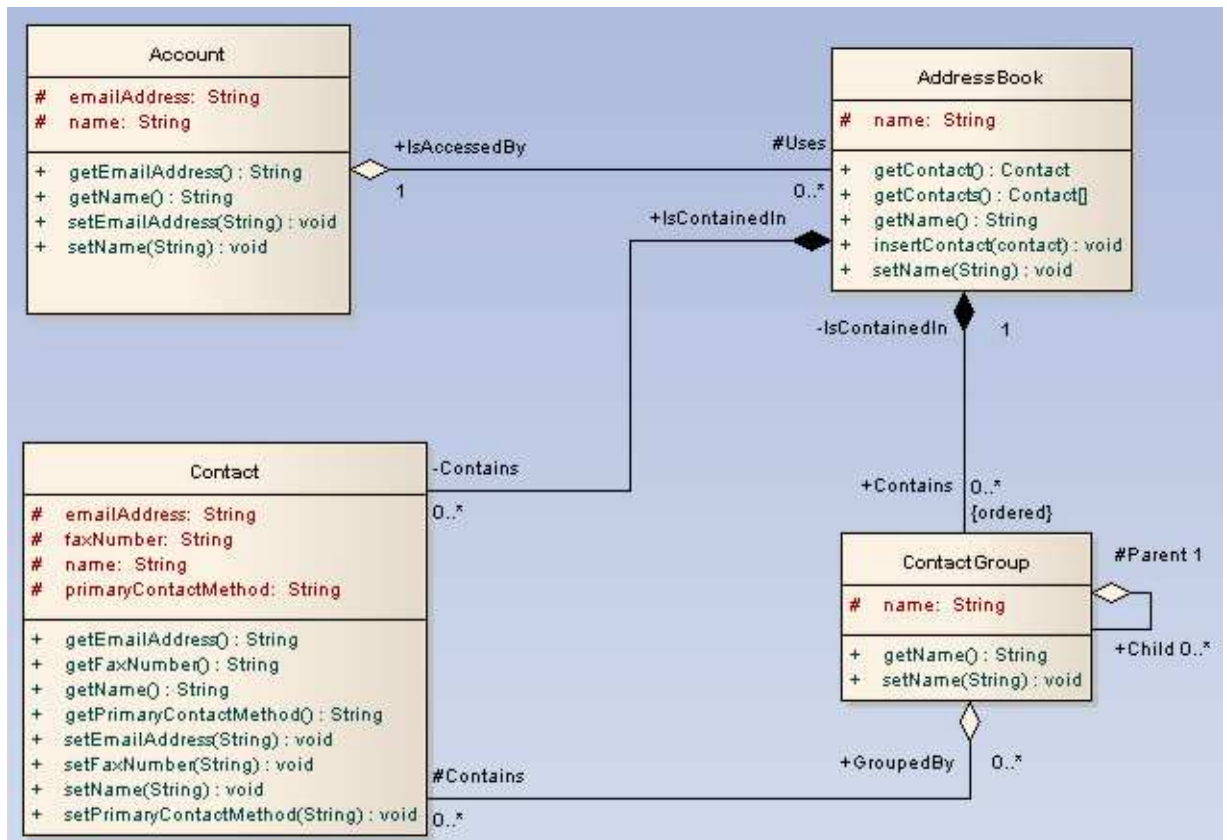 Account
# emailAddress: String
# name: String
+ getEmailAddress() : String
+ getName() : String
+ setEmailAddress(String) : void
+ setName(String) : void
+IsAccessedBy
1
#Uses
0..*
AddressBook
# name: String
+ getContact() : Contact
+ getContacts() : Contact[]
+ getName() : String
+ insertContact(contact) : void
+ setName(String) : void
+IsContainedIn
-IsContainedIn
1
Contact
# emailAddress: String
# faxNumber: String
# name: String
# primaryContactMethod: String
+ getEmailAddress() : String
+ getFaxNumber() : String
+ getName() : String
+ getPrimaryContactMethod() : String
+ setEmailAddress(String) : void
+ setFaxNumber(String) : void
+ setName(String) : void
+ setPrimaryContactMethod(String) : void
-Contains
0..*
+Contains
0..*
{ordered}
ContactGroup
# name: String
+ getName() : String
+ setName(String) : void
#Parent 1
+Child 0..*
+GroupedBy
0..*
#Contains
0..*